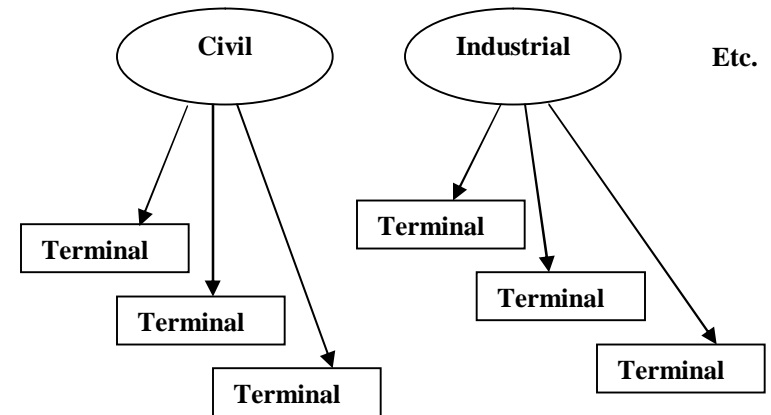 Civil
Industrial
Etc.
Terminal
Terminal
Terminal
Terminal
Terminal
Terminal